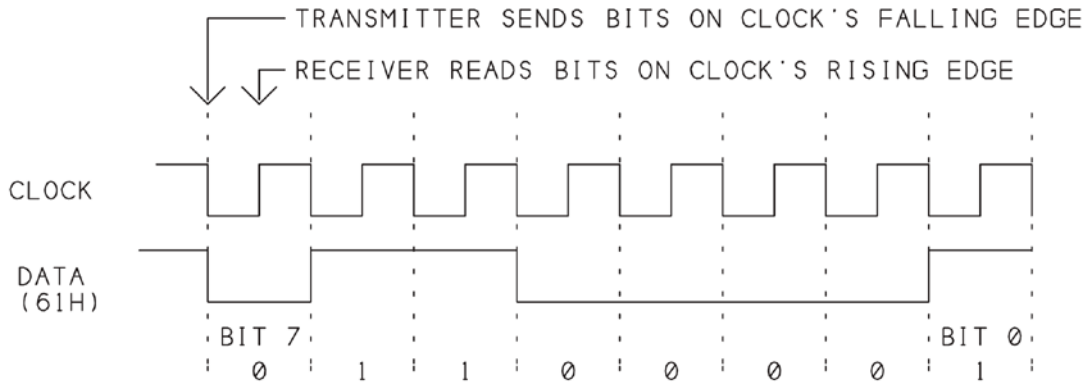 TRANSMITTER SENDS BITS ON CLOCK'S FALLING EDGE
RECEIVER READS BITS ON CLOCK'S RISING EDGE
CLOCK
DATA
(61H)
BIT 7 BIT 0
0 1 1 0 0 0 0 1